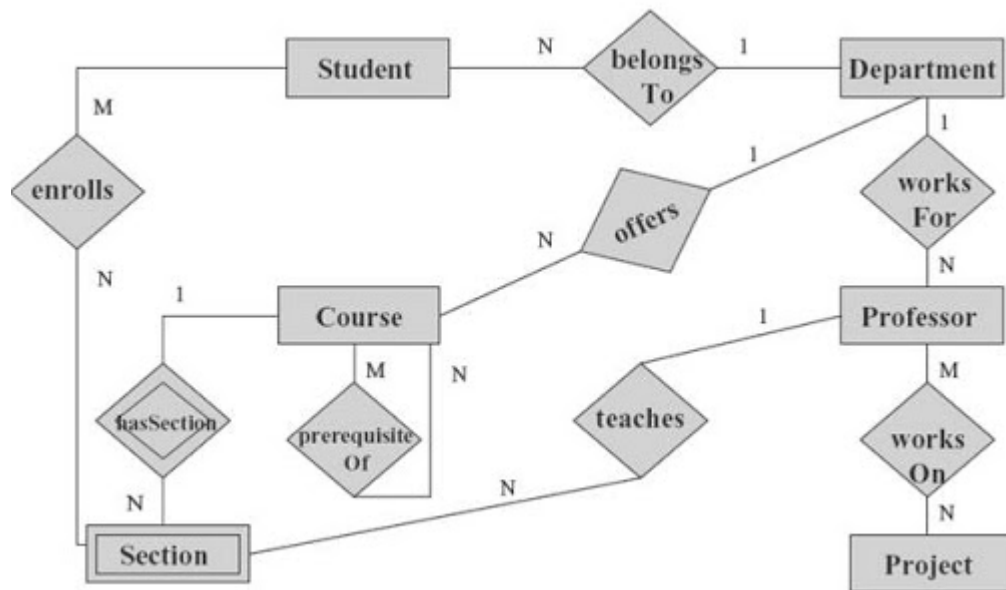 Student
N
belongs
To
1
Department
M
1
enrolls
1
works
For
offers
N
N
N
1
Course
1
Professor
M
N
M
hasSection
prerequisite
Of
teaches
works
On
N
N
N
Section
Project